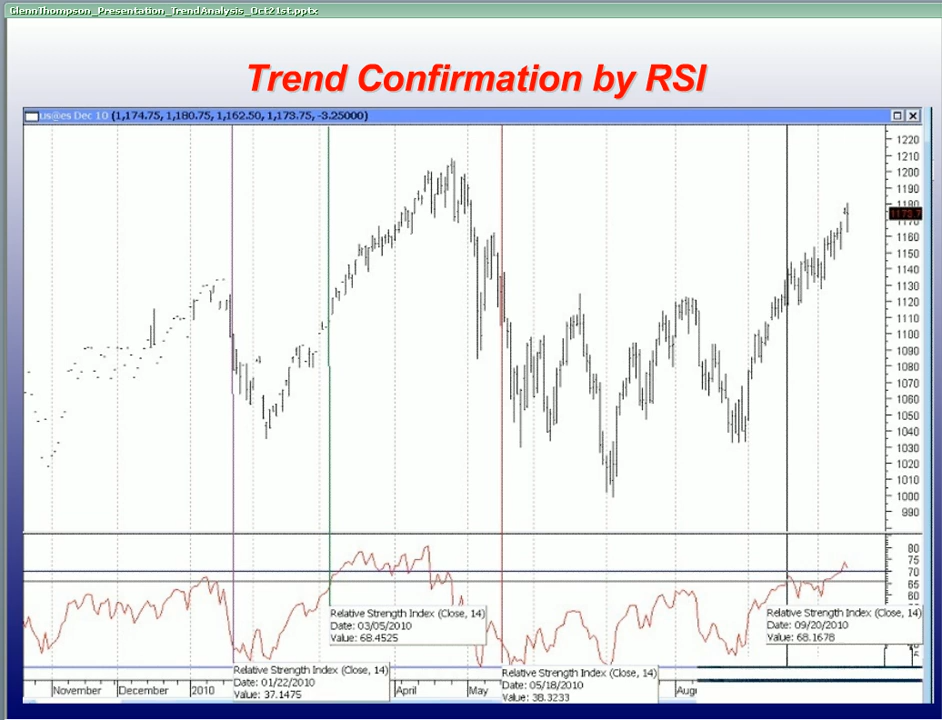 GlennThompson_Presentation_TrendAnalysis_Oct21st.pptx
Trend Confirmation by RSI
us@es Dec 10 (1,174.75, 1,180.75, 1,162.50, 1,173.75, -3.25000)
1220
1210
1200
1190
1180
1173.7
1170
1160
1150
1140
1130
1120
1110
1100
1090
1080
1070
1060
1050
1040
1030
1020
1010
1000
990
80
75
70
65
60
Relative Strength Index (Close, 14)
Date: 03/05/2010
Value: 68.4525
Relative Strength Index (Close, 14)
Date: 09/20/2010
Value: 68.1678
Relative Strength Index (Close, 14)
Date: 01/22/2010
Value: 37.1475
Relative Strength Index (Close, 14)
Date: 05/18/2010
Value: 38.3233
November December 2010 April May Aug